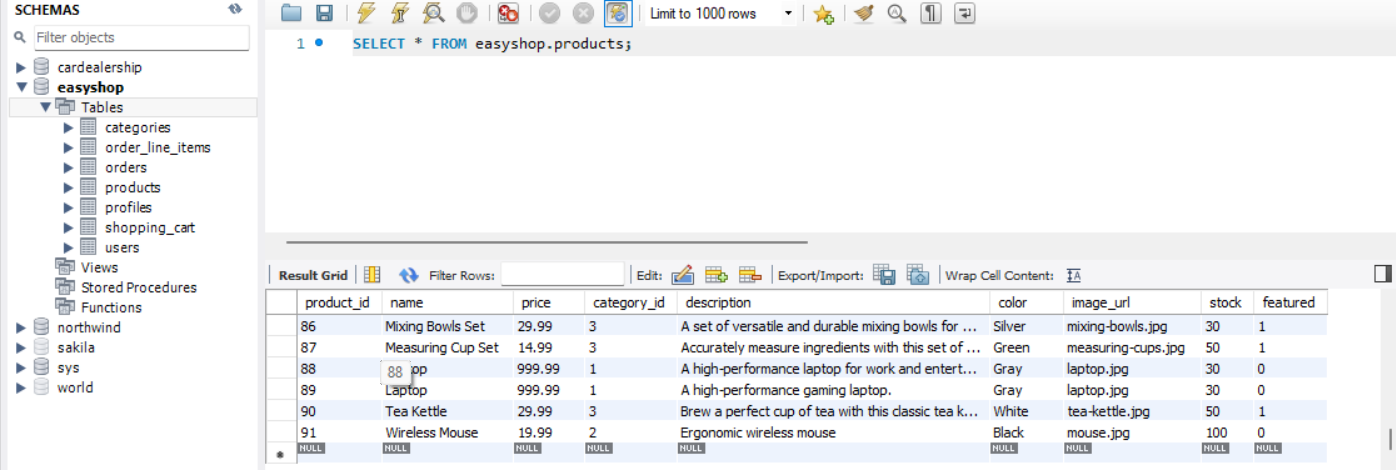 SCHEMAS
Filter objects
cardealership
easyshop
Tables
categories
order_line_items
orders
products
profiles
shopping_cart
users
Views
Stored Procedures
Functions
northwind
sakila
sys
world
Limit to 1000 rows
1 SELECT * FROM easyshop.products;
Result Grid Filter Rows: Edit: Export/Import: Wrap Cell Content: IA
product_id name price category_id description color image_url stock featured
86 Mixing Bowls Set 29.99 3 A set of versatile and durable mixing bowls for ... Silver mixing-bowls.jpg 30 1
87 Measuring Cup Set 14.99 3 Accurately measure ingredients with this set of ... Green measuring-cups.jpg 50 1
88 88 op 999.99 1 A high-performance laptop for work and entert... Gray laptop.jpg 30 0
89 Laptop 999.99 1 A high-performance gaming laptop. Gray laptop.jpg 30 0
90 Tea Kettle 29.99 3 Brew a perfect cup of tea with this classic tea k... White tea-kettle.jpg 50 1
91 Wireless Mouse 19.99 2 Ergonomic wireless mouse Black mouse.jpg 100 0
NULL NULL NULL NULL NULL NULL NULL NULL NULL